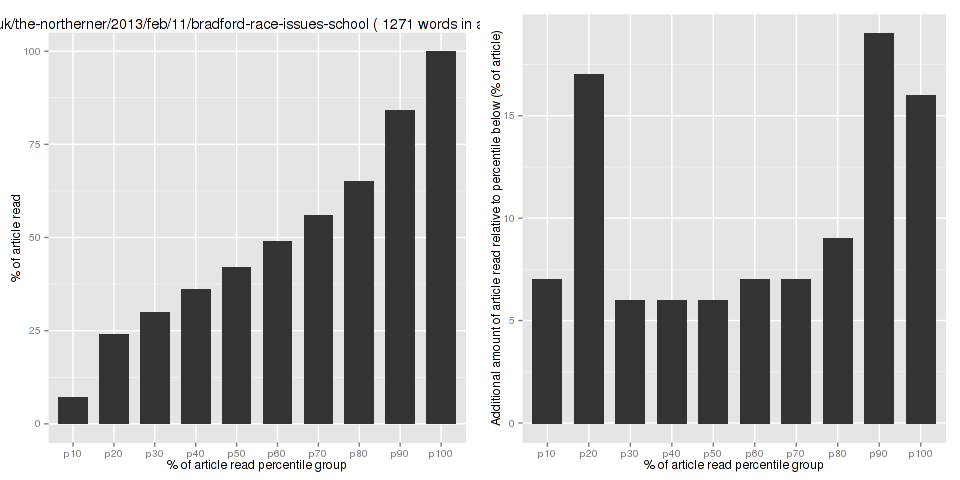 uk/the-northerner/2013/feb/11/bradford-race-issues-school ( 1271 words in
% of article read
100
75
50
25
0
p10 p20 p30 p40 p50 p60 p70 p80 p90 p100
% of article read percentile group
Additional amount of article read relative to percentile below (% of article)
15
10
5
0
p10 p20 p30 p40 p50 p60 p70 p80 p90 p100
% of article read percentile group